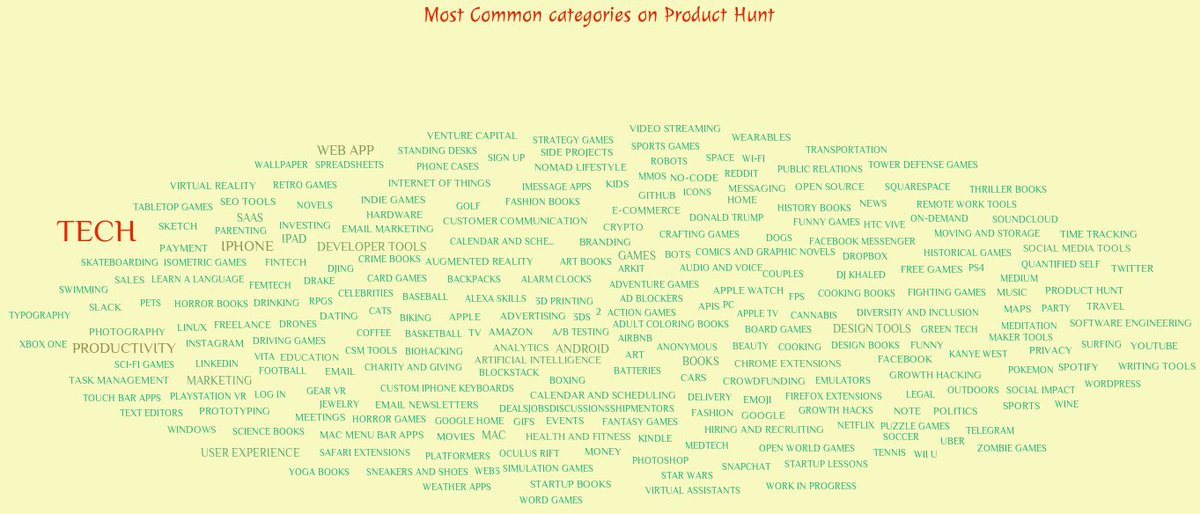 Most Common categories on Product Hunt
VIDEO STREAMING
VENTURE CAPITAL
STRATEGY GAMES
WEARABLES
WEB APP
STANDING DESKS
SIGN UP
SIDE PROJECTS
SPORTS GAMES
TRANSPORTATION
WALLPAPER
SPREADSHEETS
PHONE CASES
NOMAD LIFESTYLE
ROBOTS
SPACE
WI-FI
PUBLIC RELATIONS
TOWER DEFENSE GAMES
VIRTUAL REALITY
RETRO GAMES
INTERNET OF THINGS
IMESSAGE APPS
KIDS
MMOS
NO-CODE
REDDIT
GITHUB
ICONS
MESSAGING
OPEN SOURCE
SQUARESPACE
THRILLER BOOKS
TABLETOP GAMES
SEO TOOLS
NOVELS
INDIE GAMES
GOLF
FASHION BOOKS
E-COMMERCE
HOME
HISTORY BOOKS
NEWS
REMOTE WORK TOOLS
TECH
SKETCH
SAAS
PARENTING
INVESTING
HARDWARE
EMAIL MARKETING
CUSTOMER COMMUNICATION
CRYPTO
DONALD TRUMP
FUNNY GAMES
HTC VIVE
ON-DEMAND
SOUNDCLOUD
PAYMENT
IPHONE
IPAD
DEVELOPER TOOLS
CALENDAR AND SCHE...
BRANDING
CRAFTING GAMES
DOGS
FACEBOOK MESSENGER
MOVING AND STORAGE
TIME TRACKING
SKATEBOARDING
ISOMETRIC GAMES
FINTECH
DJING
CRIME BOOKS
AUGMENTED REALITY
ART BOOKS
GAMES
BOTS
COMICS AND GRAPHIC NOVELS
DROPBOX
HISTORICAL GAMES
SOCIAL MEDIA TOOLS
SALES
LEARN A LANGUAGE
FEMTECH
DRAKE
CARD GAMES
BACKPACKS
ALARM CLOCKS
ARKIT
AUDIO AND VOICE
COUPLES
DJ KHALED
FREE GAMES
PS4
QUANTIFIED SELF
TWITTER
SWIMMING
SLACK
PETS
HORROR BOOKS
DRINKING
RPGS
CELEBRITIES
BASEBALL
ALEXA SKILLS
3D PRINTING
ADVENTURE GAMES
AD BLOCKERS
APPLE WATCH
FPS
COOKING BOOKS
FIGHTING GAMES
MUSIC
MEDIUM
PRODUCT HUNT
TYPOGRAPHY
DATING
CATS
BIKING
APPLE
ADVERTISING
3DS
2
ACTION GAMES
APIS
PC
APPLE TV
CANNABIS
DIVERSITY AND INCLUSION
MAPS
PARTY
TRAVEL
PHOTOGRAPHY
LINUX
FREELANCE
DRONES
COFFEE
BASKETBALL
TV
AMAZON
A/B TESTING
ADULT COLORING BOOKS
BOARD GAMES
DESIGN TOOLS
GREEN TECH
MEDITATION
SOFTWARE ENGINEERING
XBOX ONE
PRODUCTIVITY
INSTAGRAM
DRIVING GAMES
CSM TOOLS
BIOHACKING
ANALYTICS
ANDROID
AIRBNB
ANONYMOUS
BEAUTY
COOKING
DESIGN BOOKS
FUNNY
MAKER TOOLS
KANYE WEST
PRIVACY
SURFING
YOUTUBE
SCI-FI GAMES
LINKEDIN
VITA
EDUCATION
FOOTBALL
EMAIL
CHARITY AND GIVING
ARTIFICIAL INTELLIGENCE
BLOCKSTACK
ART
BATTERIES
BOOKS
CHROME EXTENSIONS
FACEBOOK
POKEMON
SPOTIFY
WRITING TOOLS
TASK MANAGEMENT
MARKETING
GEAR VR
CUSTOM IPHONE KEYBOARDS
BOXING
CARS
CROWDFUNDING
EMULATORS
GROWTH HACKING
OUTDOORS
SOCIAL IMPACT
WORDPRESS
TOUCH BAR APPS
PLAYSTATION VR
LOG IN
JEWELRY
EMAIL NEWSLETTERS
CALENDAR AND SCHEDULING
DELIVERY
EMOJI
FIREFOX EXTENSIONS
LEGAL
SPORTS
WINE
TEXT EDITORS
PROTOTYPING
MEETINGS
HORROR GAMES
GOOGLE HOME
DEALSJOBSDISCUSSIONSSHIPMENTORS
GIFS
EVENTS
FANTASY GAMES
FASHION
GOOGLE
GROWTH HACKS
NOTE
POLITICS
WINDOWS
SCIENCE BOOKS
MAC MENU BAR APPS
MOVIES
MAC
HEALTH AND FITNESS
KINDLE
HIRING AND RECRUITING
NETFLIX
PUZZLE GAMES
SOCCER
TELEGRAM
USER EXPERIENCE
SAFARI EXTENSIONS
PLATFORMERS
OCULUS RIFT
MONEY
MEDTECH
OPEN WORLD GAMES
TENNIS
WII U
UBER
ZOMBIE GAMES
YOGA BOOKS
SNEAKERS AND SHOES
WEB3
SIMULATION GAMES
PHOTOSHOP
SNAPCHAT
STARTUP LESSONS
WEATHER APPS
STARTUP BOOKS
STAR WARS
VIRTUAL ASSISTANTS
WORK IN PROGRESS
WORD GAMES